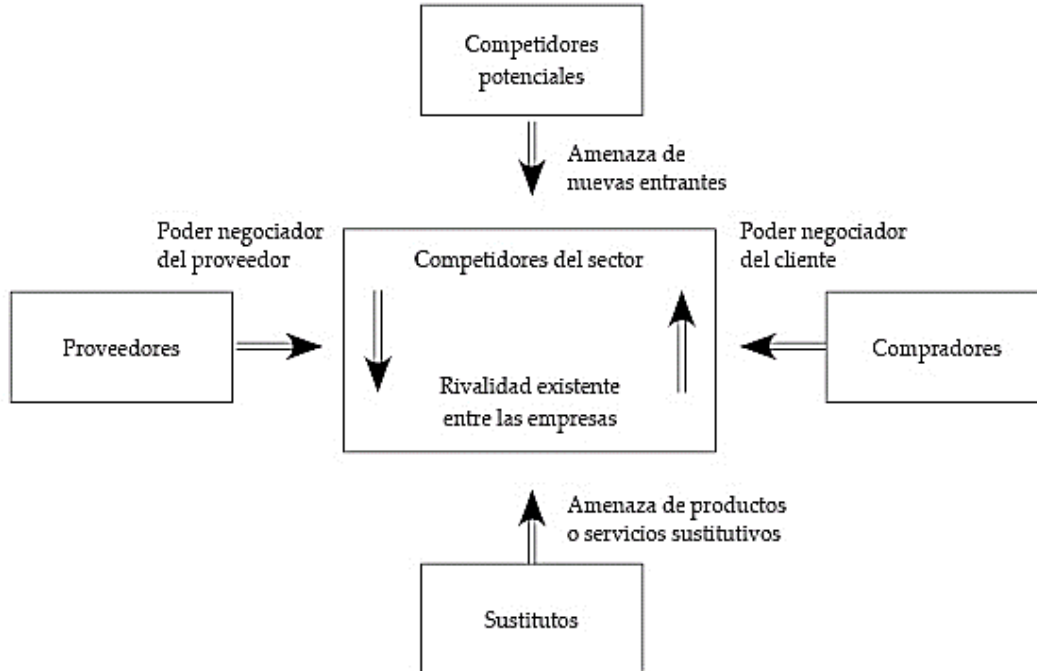 Competidores
potenciales
Amenaza de
nuevas entrantes
Poder negociador
del proveedor
Competidores del sector
Poder negociador
del cliente
Proveedores
Compradores
Rivalidad existente
entre las empresas
Amenaza de productos
o servicios sustitutivos
Sustitutos